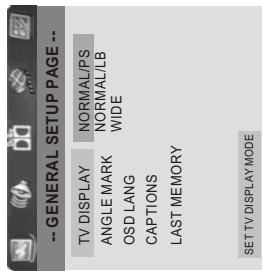 -- GENERAL SETUP PAGE --
TV DISPLAY NORMAL/PS
ANGLE MARK NORMAL/LB
OSD LANG WIDE
CAPTIONS
LAST MEMORY
SET TV DISPLAY MODE